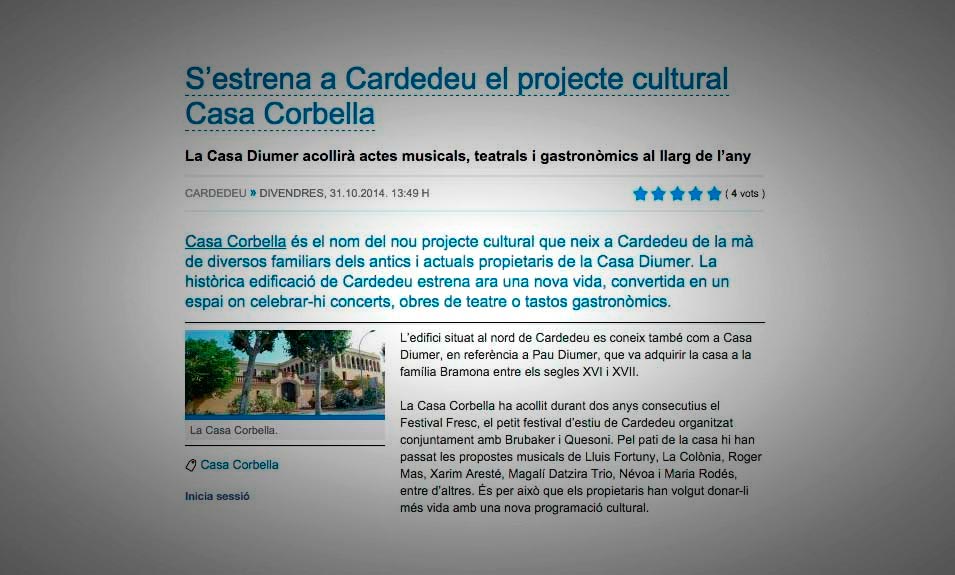 S’estrena a Cardedeu el projecte cultural
Casa Corbella
La Casa Diumer acollirà actes musicals, teatrals i gastronòmics al llarg de l’any
CARDEDEU » DIVENDRES, 31.10.2014. 13:49 H
( 4 vots )
Casa Corbella és el nom del nou projecte cultural que neix a Cardedeu de la mà
de diversos familiars dels antics i actuals propietaris de la Casa Diumer. La
històrica edificació de Cardedeu estrena ara una nova vida, convertida en un
espai on celebrar-hi concerts, obres de teatre o tastos gastronòmics.
La Casa Corbella.
Casa Corbella
Inicia sessió
L’edifici situat al nord de Cardedeu es coneix també com a Casa
Diumer, en referència a Pau Diumer, que va adquirir la casa a la
família Bramona entre els segles XVI i XVII.
La Casa Corbella ha acollit durant dos anys consecutius el
Festival Fresc, el petit festival d’estiu de Cardedeu organitzat
conjuntament amb Brubaker i Quesoni. Pel pati de la casa hi han
passat les propostes musicals de Lluis Fortuny, La Colònia, Roger
Mas, Xarim Aresté, Magalí Datzira Trio, Névoa i Maria Rodés,
entre d’altres. És per això que els propietaris han volgut donar-li
més vida amb una nova programació cultural.